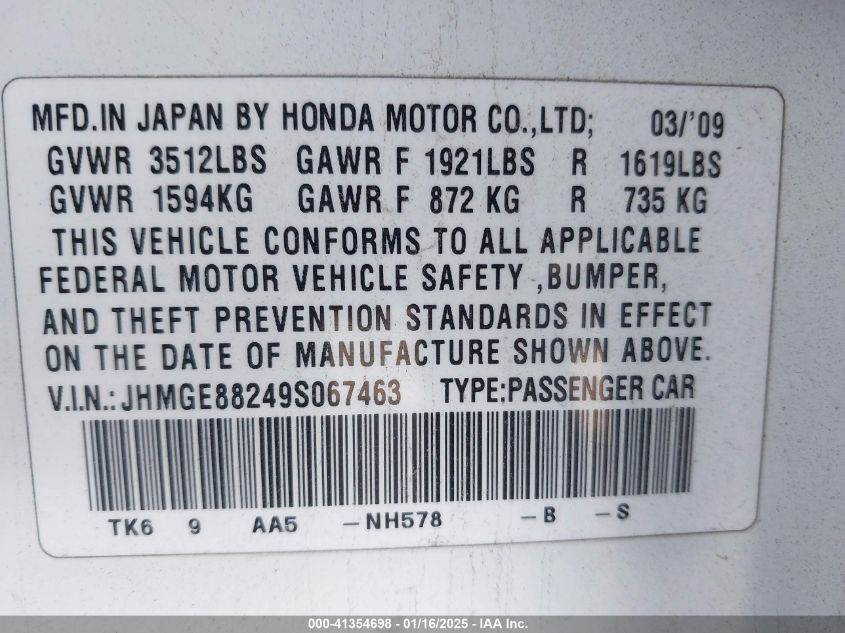 MFD.IN JAPAN BY HONDA MOTOR CO.,LTD; 03/'09
GVWR 3512LBS GAWR F 1921LBS R 1619LBS
GVWR 1594KG GAWR F 872 KG R 735 KG
THIS VEHICLE CONFORMS TO ALL APPLICABLE
FEDERAL MOTOR VEHICLE SAFETY ,BUMPER,
AND THEFT PREVENTION STANDARDS IN EFFECT
ON THE DATE OF MANUFACTURE SHOWN ABOVE.
V.I.N.: JHMGE88249S067463 TYPE:PASSENGER CAR
TK6 9 AA5 -NH578 -B -S
000-41354698 - 01/16/2025 - IAA Inc.